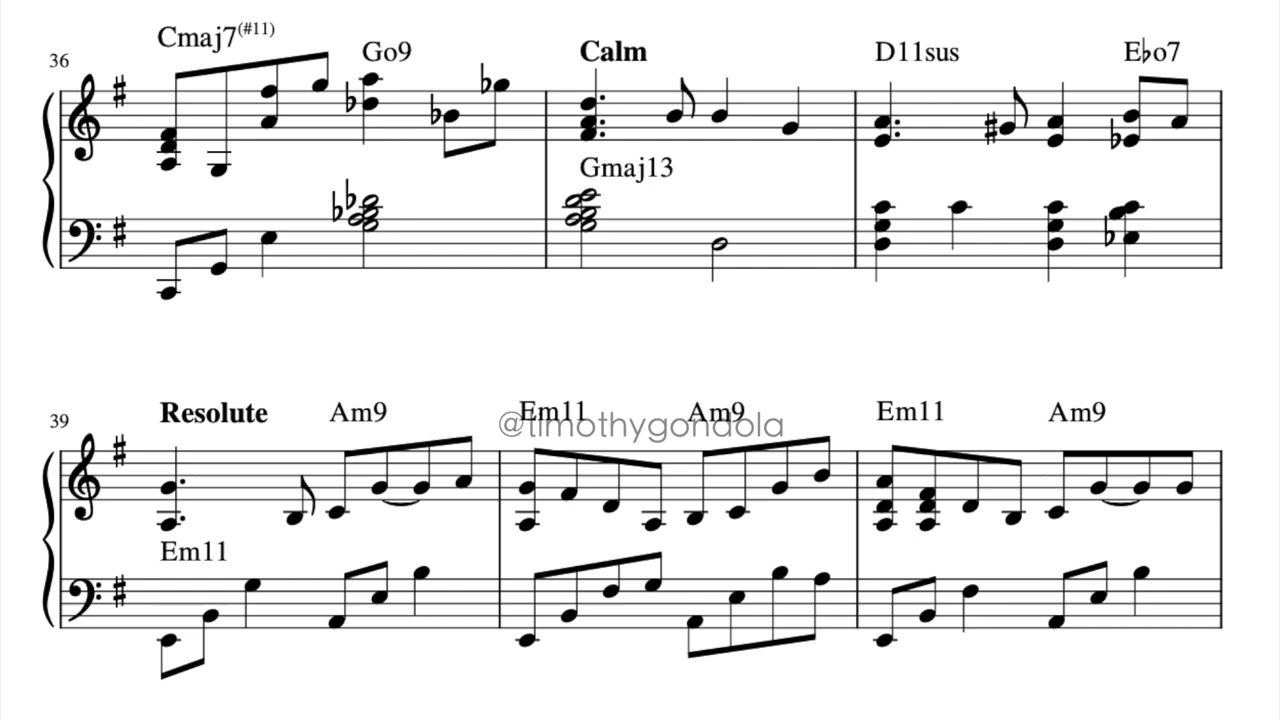 Cmaj7(#11) Go9 Calm D11sus E♭o7
36
Gmaj13
39 Resolute Am9 Em11 Am9 Em11 Am9
@timothygondola
Em11